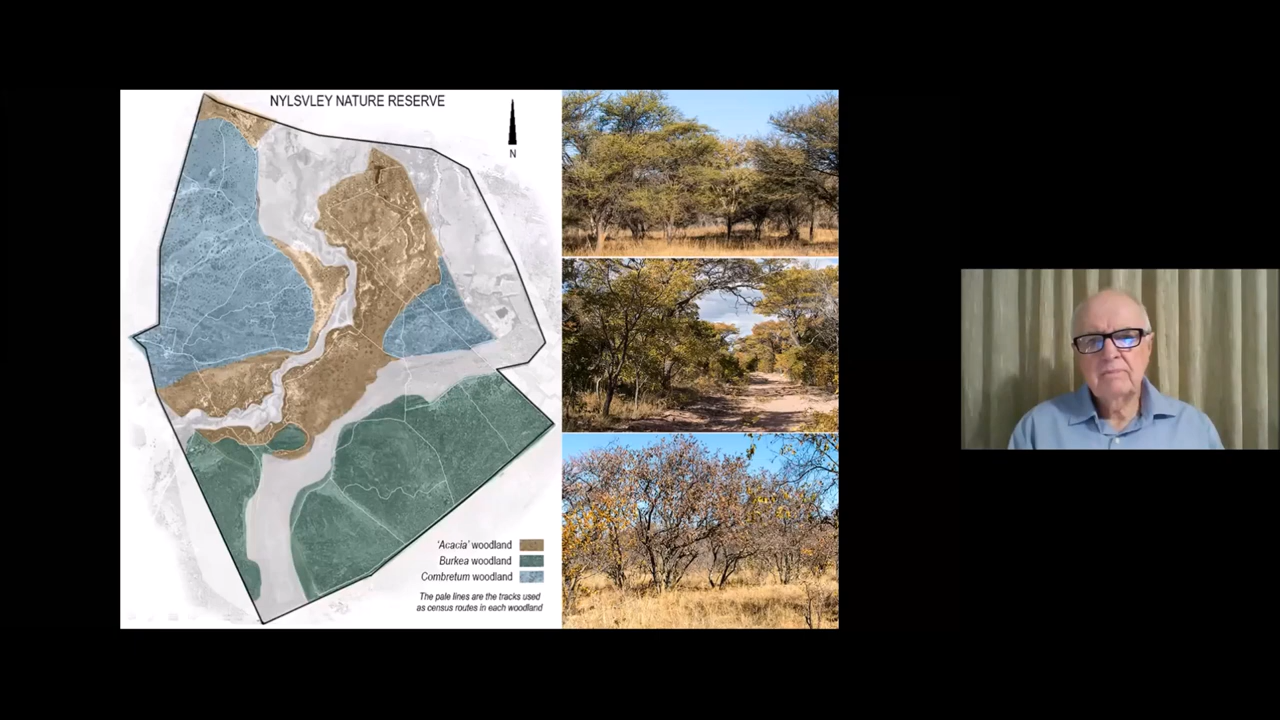 NYLSVLEY NATURE RESERVE
N
'Acacia' woodland
Burkea woodland
Combretum woodland
The pale lines are the tracks used
as census routes in each woodland